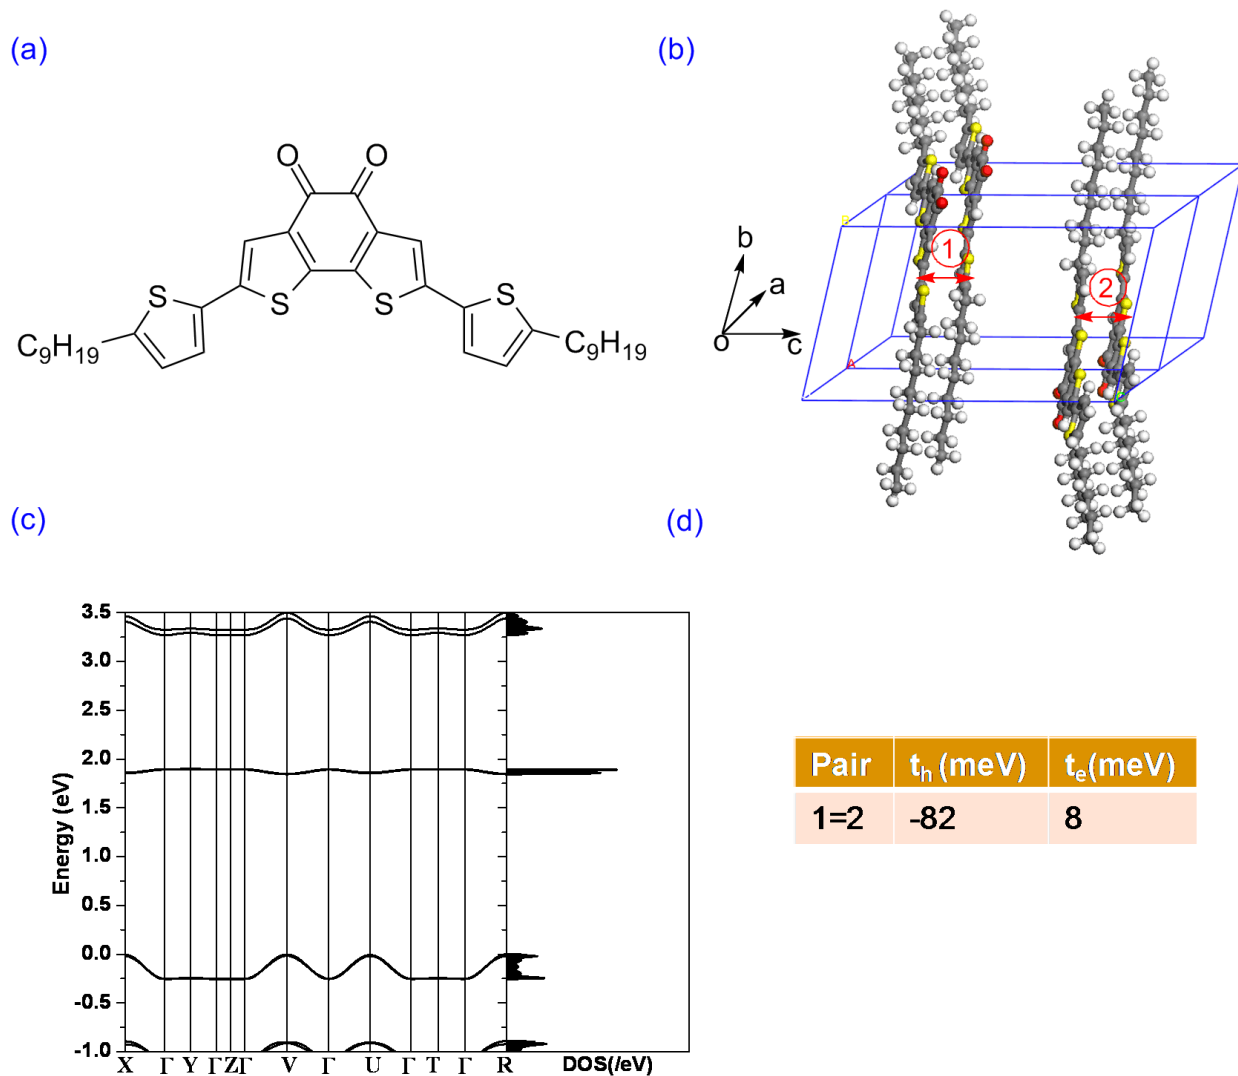 (a)
(b)
O O
S S S S
C9H19 C9H19
b
a
o
c
1
2
B
A
(c)
(d)
3.5
3.0
2.5
2.0
1.5
1.0
0.5
0.0
-0.5
-1.0
Energy (eV)
X Γ Y Γ Z Γ V Γ U Γ T Γ R
DOS(/eV)
Pair th (meV) te(meV)
1=2 -82 8